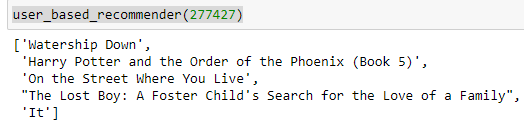 user_based_recommender(277427)
['Watership Down',
'Harry Potter and the Order of the Phoenix (Book 5)',
'On the Street Where You Live',
"The Lost Boy: A Foster Child's Search for the Love of a Family",
'It']